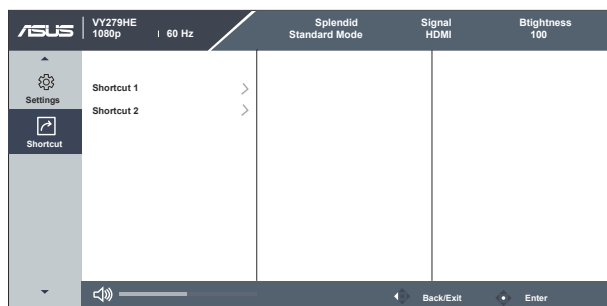 ASUS
VY279HE
1080p | 60 Hz
Splendid
Standard Mode
Signal
HDMI
Btightness
100
Settings
Shortcut
Shortcut 1
Shortcut 2
Back/Exit
Enter